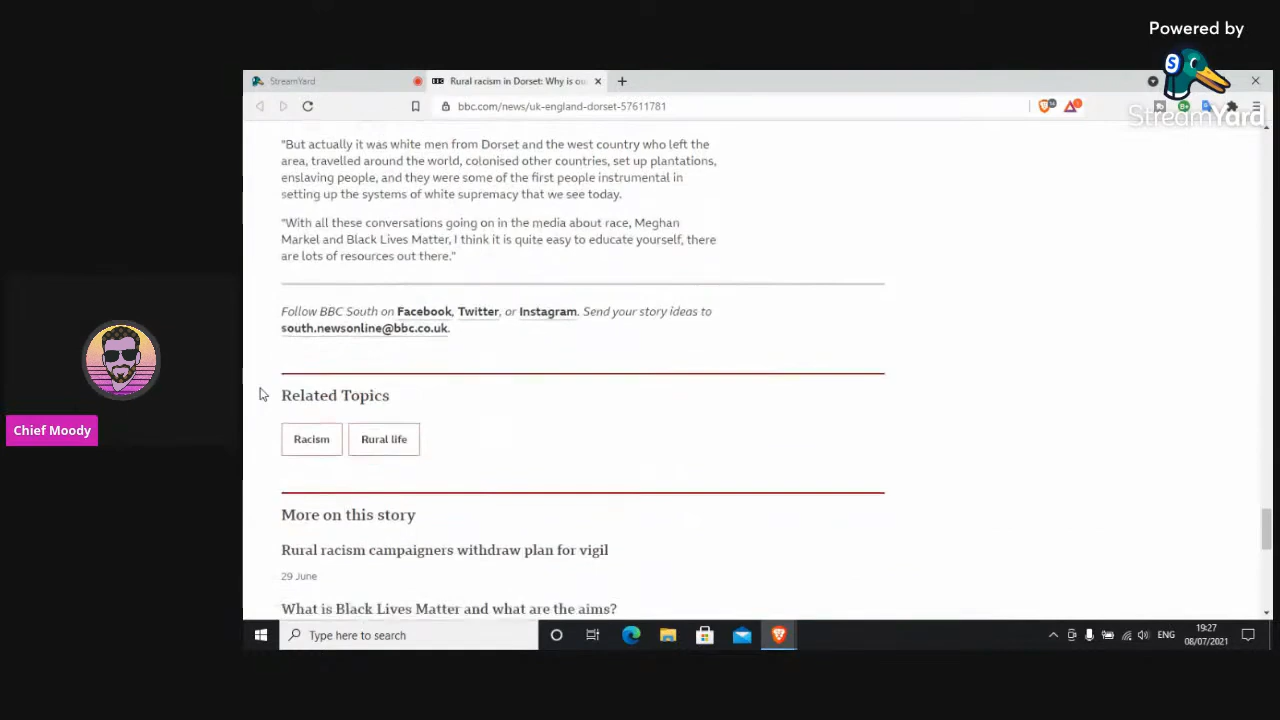 Powered by
S
StreamYard
StreamYard
Rural racism in Dorset: Why is ou
bbc.com/news/uk-england-dorset-57611781
"But actually it was white men from Dorset and the west country who left the
area, travelled around the world, colonised other countries, set up plantations,
enslaving people, and they were some of the first people instrumental in
setting up the systems of white supremacy that we see today.
"With all these conversations going on in the media about race, Meghan
Markel and Black Lives Matter, I think it is quite easy to educate yourself, there
are lots of resources out there."
Follow BBC South on Facebook, Twitter, or Instagram. Send your story ideas to
south.newsonline@bbc.co.uk.
Related Topics
Chief Moody
Racism
Rural life
More on this story
Rural racism campaigners withdraw plan for vigil
29 June
What is Black Lives Matter and what are the aims?
Type here to search
ENG
19:27
08/07/2021